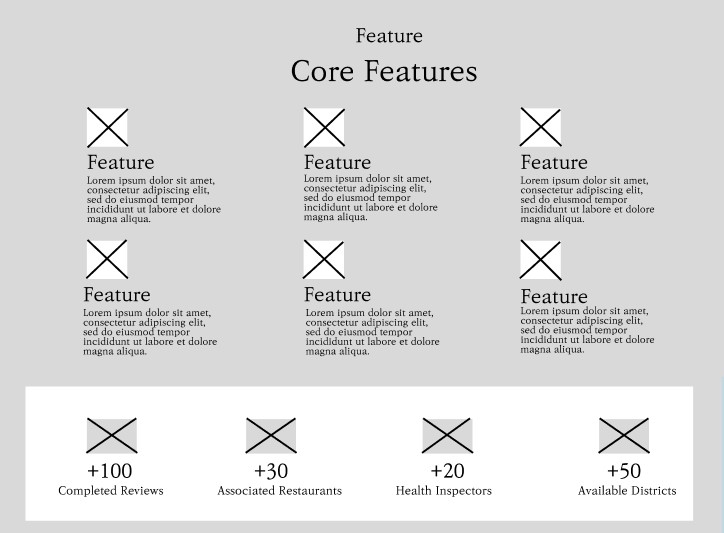 Feature
Core Features
Feature
Lorem ipsum dolor sit amet,
consectetur adipiscing elit,
sed do eiusmod tempor
incididunt ut labore et dolore
magna aliqua.
Feature
Lorem ipsum dolor sit amet,
consectetur adipiscing elit,
sed do eiusmod tempor
incididunt ut labore et dolore
magna aliqua.
Feature
Lorem ipsum dolor sit amet,
consectetur adipiscing elit,
sed do eiusmod tempor
incididunt ut labore et dolore
magna aliqua.
Feature
Lorem ipsum dolor sit amet,
consectetur adipiscing elit,
sed do eiusmod tempor
incididunt ut labore et dolore
magna aliqua.
Feature
Lorem ipsum dolor sit amet,
consectetur adipiscing elit,
sed do eiusmod tempor
incididunt ut labore et dolore
magna aliqua.
Feature
Lorem ipsum dolor sit amet,
consectetur adipiscing elit,
sed do eiusmod tempor
incididunt ut labore et dolore
magna aliqua.
+100
Completed Reviews
+30
Associated Restaurants
+20
Health Inspectors
+50
Available Districts